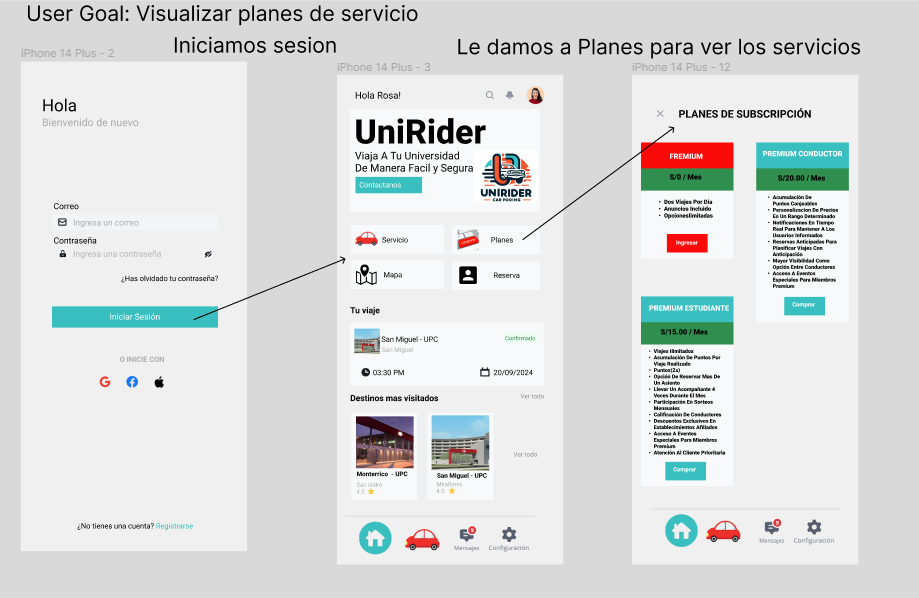 User Goal: Visualizar planes de servicio
Iniciamos sesion
Le damos a Planes para ver los servicios
iPhone 14 Plus - 2
Hola
Bienvenido de nuevo
Correo
Ingresa un correo
Contraseña
Ingresa una contraseña
¿Has olvidado tu contraseña?
Iniciar Sesión
O INICIE CON
G
¿No tienes una cuenta? Registrarse
iPhone 14 Plus - 3
Hola Rosa!
UniRider
Viaja A Tu Universidad
De Manera Facil y Segura
Contactanos
UNIRIDER
CAR POOING
Servicio
Planes
Mapa
Reserva
Tu viaje
San Miguel - UPC
San Miguel
Confirmado
03:30 PM
20/09/2024
Destinos mas visitados
Ver todo
Monterrico - UPC
San Isidro
4.5
San Miguel - UPC
Miraflores
4.5
Ver todo
Mensajes
Configuración
iPhone 14 Plus - 12
PLANES DE SUBSCRIPCIÓN
FREMIUM
S/0 / Mes
Dos Viajes Por Dia
Anuncios Incluido
Opcioneslimitadas
Ingresar
PREMIUM CONDUCTOR
S/20.00 / Mes
Acumulación De
Puntos Canjeables
Personalizacion De Precios
En Un Rango Determinado
Notificaciones En Tiempo
Real Para Mantener A Los
Usuarios Informados
Reservas Anticipadas Para
Planificar Viajes Con
Anticipación
Mayor Visibilidad Como
Opción Entre Conductores
Acceso A Eventos
Especiales Para Miembros
Premium
Comprar
PREMIUM ESTUDIANTE
S/15.00 / Mes
Viajes Ilimitados
Acumulación De Puntos Por
Viaje Realizado
Puntos(2x)
Opción De Reservar Mas De
Un Asiento
Llevar Un Acompañante 4
Veces Durante El Mes
Participación En Sorteos
Mensuales
Calificación De Conductores
Descuentos Exclusivos En
Establecimientos Afiliados
Acceso A Eventos
Especiales Para Miembros
Premium
Atención Al Cliente Prioritaria
Comprar
Mensajes
Configuración